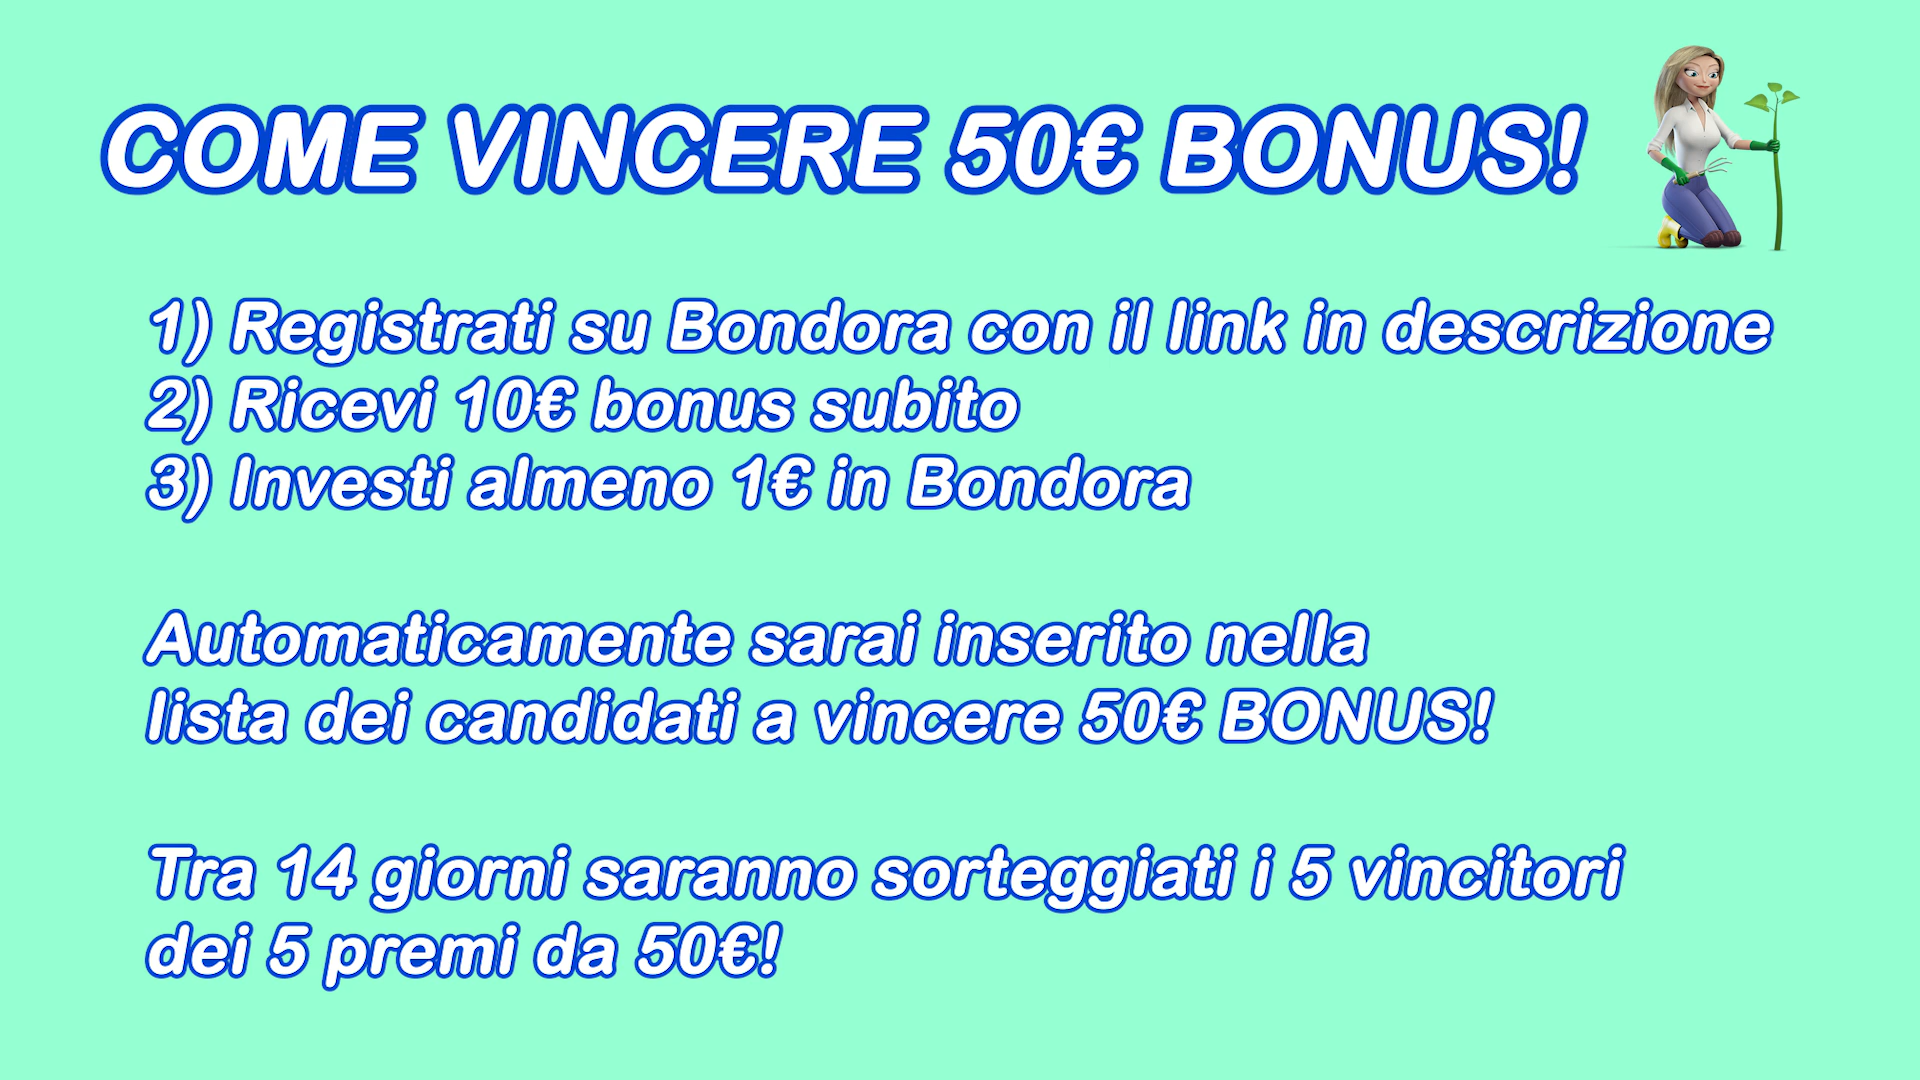 COME VINCERE 50€ BONUS!
1) Registrati su Bondora con il link in descrizione
2) Ricevi 10€ bonus subito
3) Investi almeno 1€ in Bondora
Automaticamente sarai inserito nella
lista dei candidati a vincere 50€ BONUS!
Tra 14 giorni saranno sorteggiati i 5 vincitori
dei 5 premi da 50€!